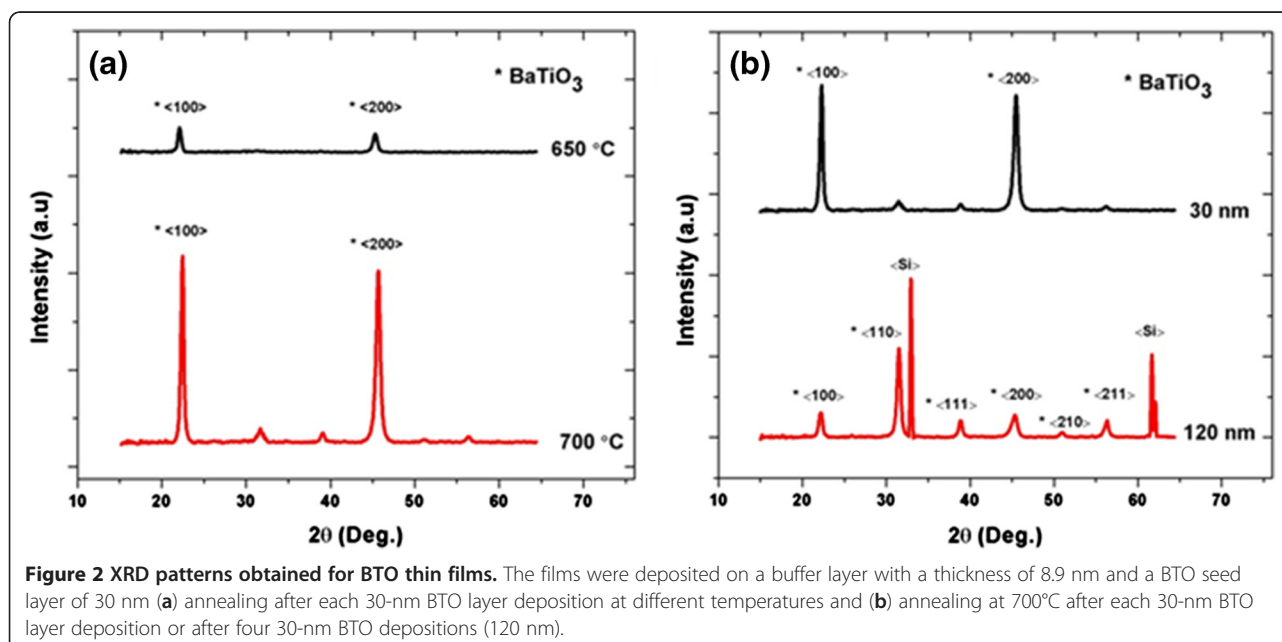 (a)
* BaTiO3
* <100>
* <200>
650 °C
* <100>
* <200>
700 °C
Intensity (a.u)
10 20 30 40 50 60 70
2θ (Deg.)
(b)
* <100>
* <200>
* BaTiO3
30 nm
<Si>
* <110>
<Si>
* <100>
* <111>
* <200>
* <210>
* <211>
120 nm
Intensity (a.u)
10 20 30 40 50 60 70
2θ (Deg.)
Figure 2 XRD patterns obtained for BTO thin films. The films were deposited on a buffer layer with a thickness of 8.9 nm and a BTO seed
layer of 30 nm (a) annealing after each 30-nm BTO layer deposition at different temperatures and (b) annealing at 700°C after each 30-nm BTO
layer deposition or after four 30-nm BTO depositions (120 nm).